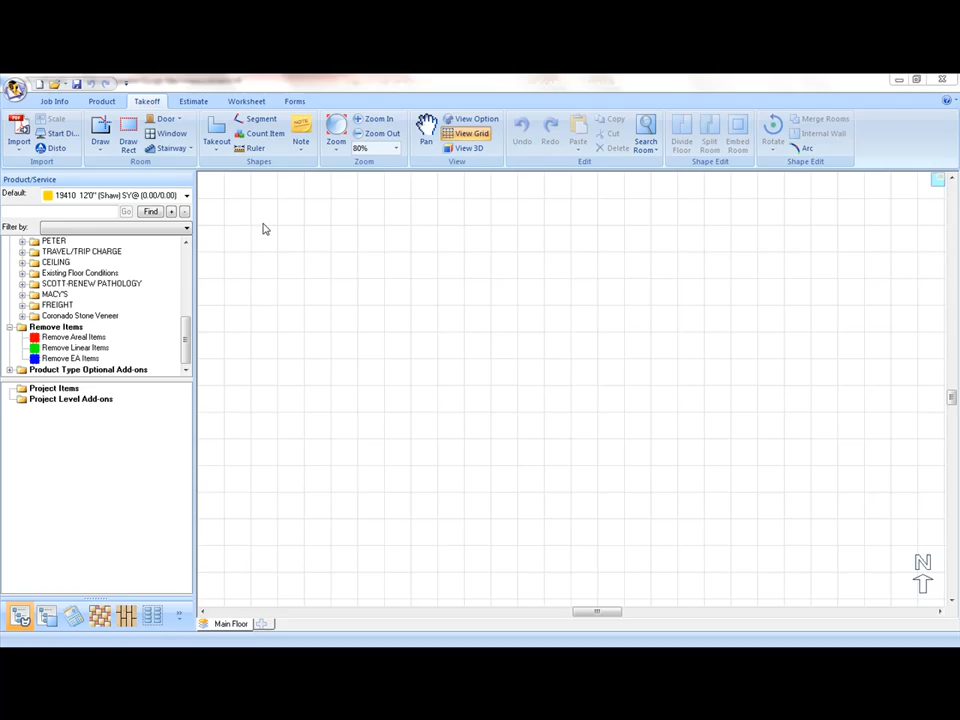 Job Info Product Takeoff Estimate Worksheet Forms
PDF Import Scale Start Di... Disto Import
Draw Draw Rect Door Window Stairway Room
Takeoff Segment Count Item Ruler NOTE Note Shapes
Zoom Zoom In Zoom Out 80% Zoom
Pan View Option View Grid View 3D View
Undo Redo Paste Copy Cut Delete Search Room Edit
Divide Floor Split Room Embed Room Shape Edit
Rotate Merge Rooms Internal Wall Arc Shape Edit
Product/Service
Default: 19410 12'0" (Shaw) SY@ (0.00/0.00)
Go Find + -
Filter by:
PETER
TRAVEL/TRIP CHARGE
CEILING
Existing Floor Conditions
SCOTT-RENEW PATHOLOGY
MACY'S
FREIGHT
Coronado Stone Veneer
Remove Items
Remove Areal Items
Remove Linear Items
Remove EA Items
Product Type Optional Add-ons
Project Items
Project Level Add-ons
N
Main Floor